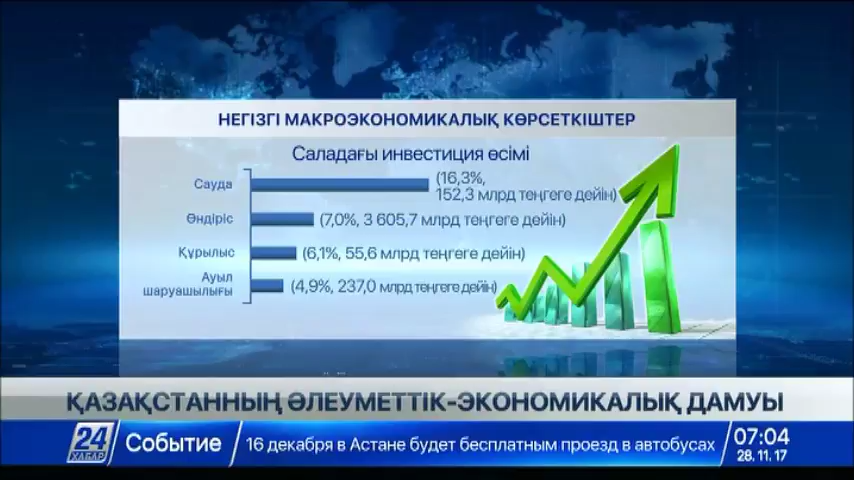 НЕГІЗГІ МАКРОЭКОНОМИКАЛЫҚ КӨРСЕТКІШТЕР
Саладағы инвестиция өсімі
Сауда
(16,3%,
152,3 млрд теңгеге дейін)
Өндіріс
(7,0%, 3 605,7 млрд теңгеге дейін)
Құрылыс
(6,1%, 55,6 млрд теңгеге дейін)
Ауыл
шаруашылығы
(4,9%, 237,0 млрд теңгеге дейін)
ҚАЗАҚСТАННЫҢ ӘЛЕУМЕТТІК-ЭКОНОМИКАЛЫҚ ДАМУЫ
24
ХАБАР
Событие
16 декабря в Астане будет бесплатным проезд в автобусах
07:04
28.11.17